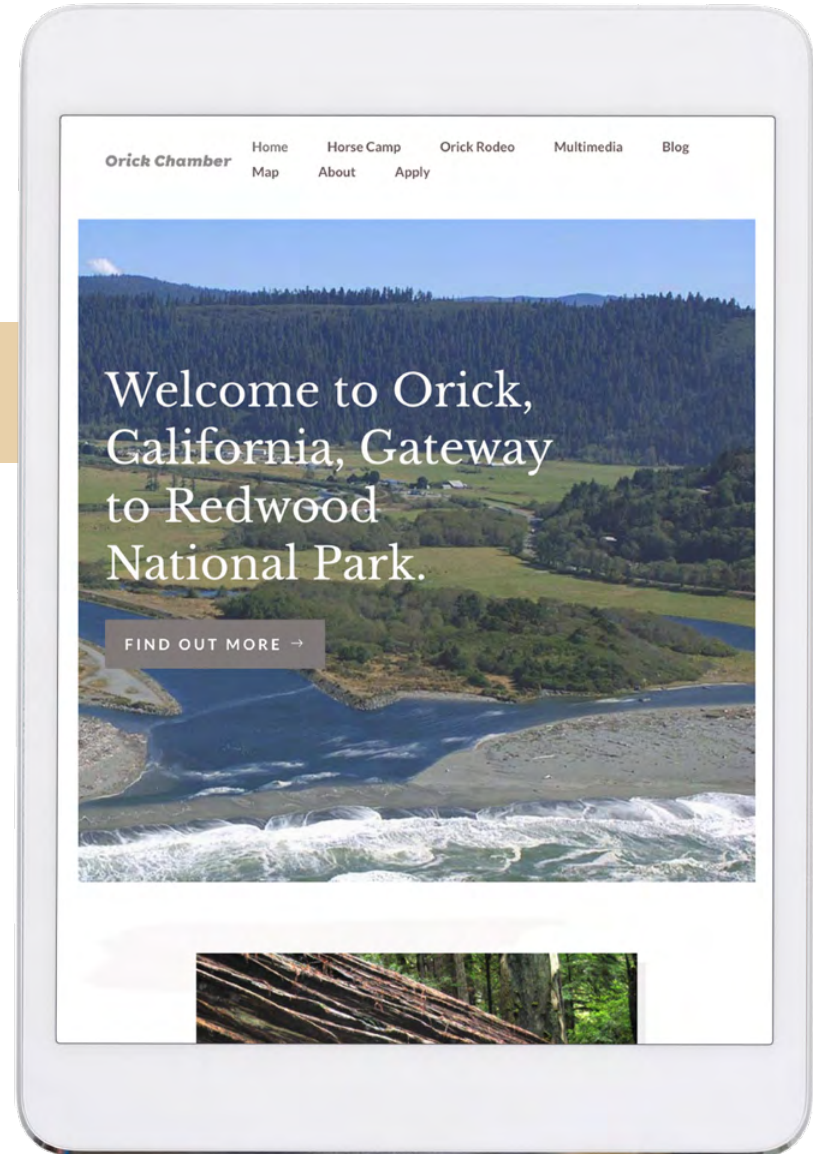 Orick Chamber
Home Horse Camp Orick Rodeo Multimedia Blog
Map About Apply
Welcome to Orick,
California, Gateway
to Redwood
National Park.
FIND OUT MORE →